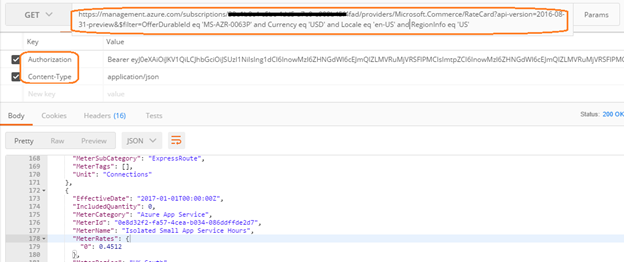 GET
https://management.azure.com/subscriptions/ fad/providers/Microsoft.Commerce/RateCard?api-version=2016-08-
31-preview&$filter=OfferDurableId eq 'MS-AZR-0063P' and Currency eq 'USD' and Locale eq 'en-US' and RegionInfo eq 'US'
Params
Key Value
Authorization Bearer
Content-Type application/json
New key value
Body Cookies Headers (16) Tests Status: 200 OK
Pretty Raw Preview JSON
168 "MeterSubCategory": "ExpressRoute",
169 "MeterTags": [],
170 "Unit": "Connections"
171 },
172 {
173 "EffectiveDate": "2017-01-01T00:00:00Z",
174 "IncludedQuantity": 0,
175 "MeterCategory": "Azure App Service",
176 "MeterId": "0e8d32f2-fa57-4cea-b034-086ddffde2d7",
177 "MeterName": "Isolated Small App Service Hours",
178 "MeterRates": {
179 "0": 0.4512
180 },